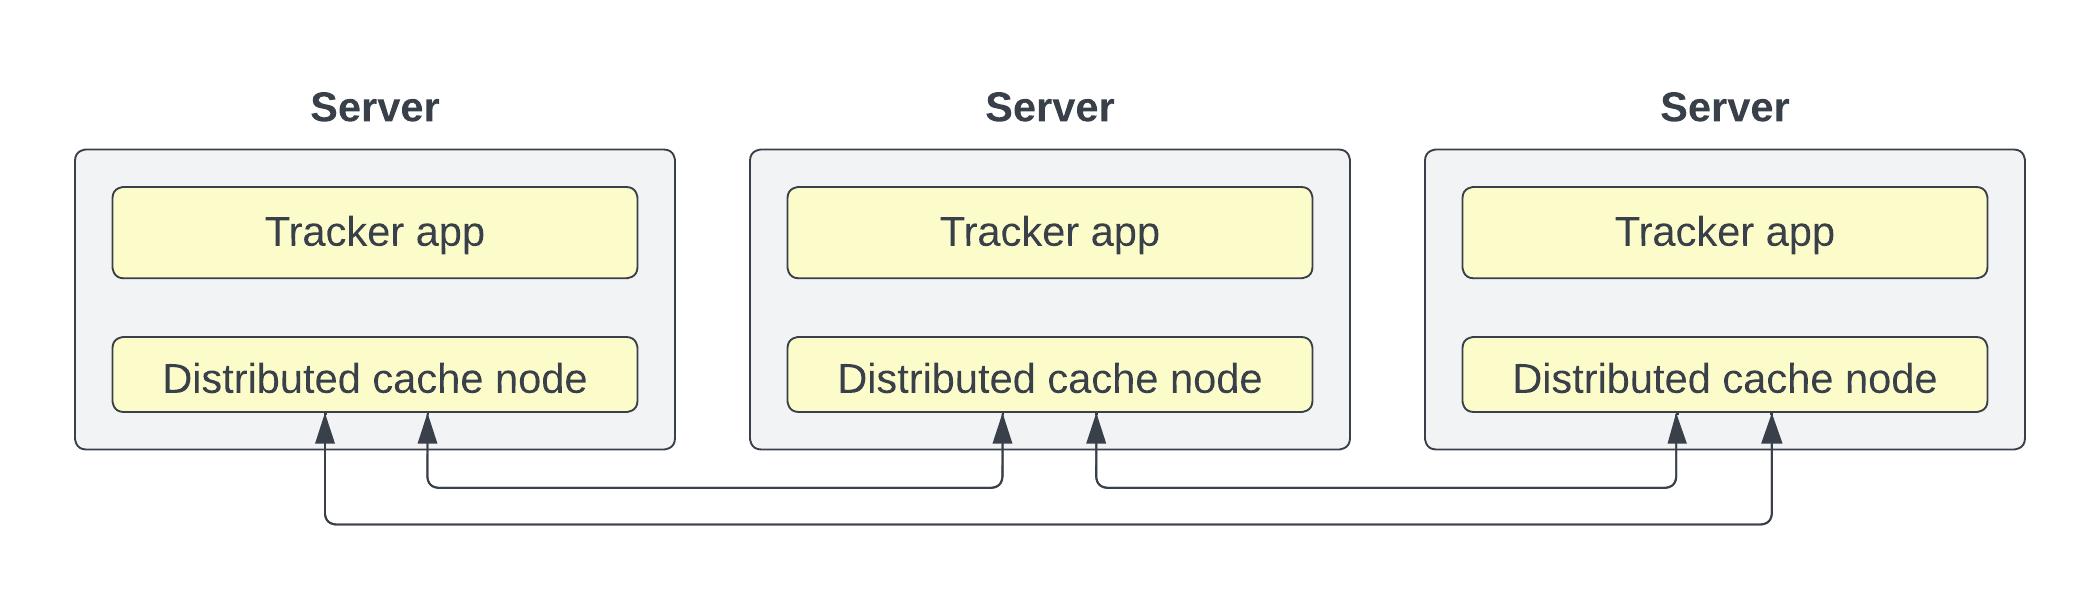 Server
Server
Server
Tracker app
Tracker app
Tracker app
Distributed cache node
Distributed cache node
Distributed cache node